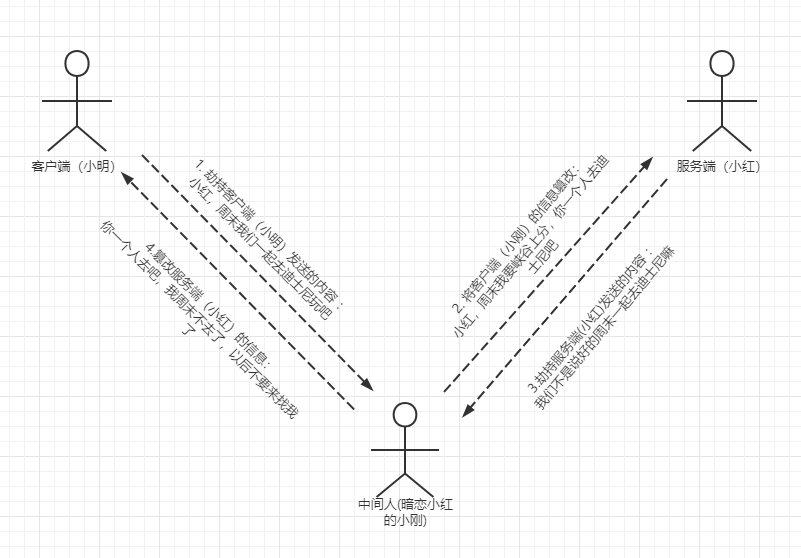 客户端（小明）
服务端（小红）
1. 劫持客户端（小明）发送的内容：
小红，周末我们一起去迪士尼玩吧
2. 将客户端（小刚）的信息篡改：
小红，周末我要峡谷上分，你一个人去迪
士尼吧
3.劫持服务端(小红)发送的内容：
我们不是说好的周末一起去迪士尼嘛
4.篡改服务端（小红）的信息：
你一个人去吧，我周末不去了，以后不要来找我
了
中间人(暗恋小红
的小刚)